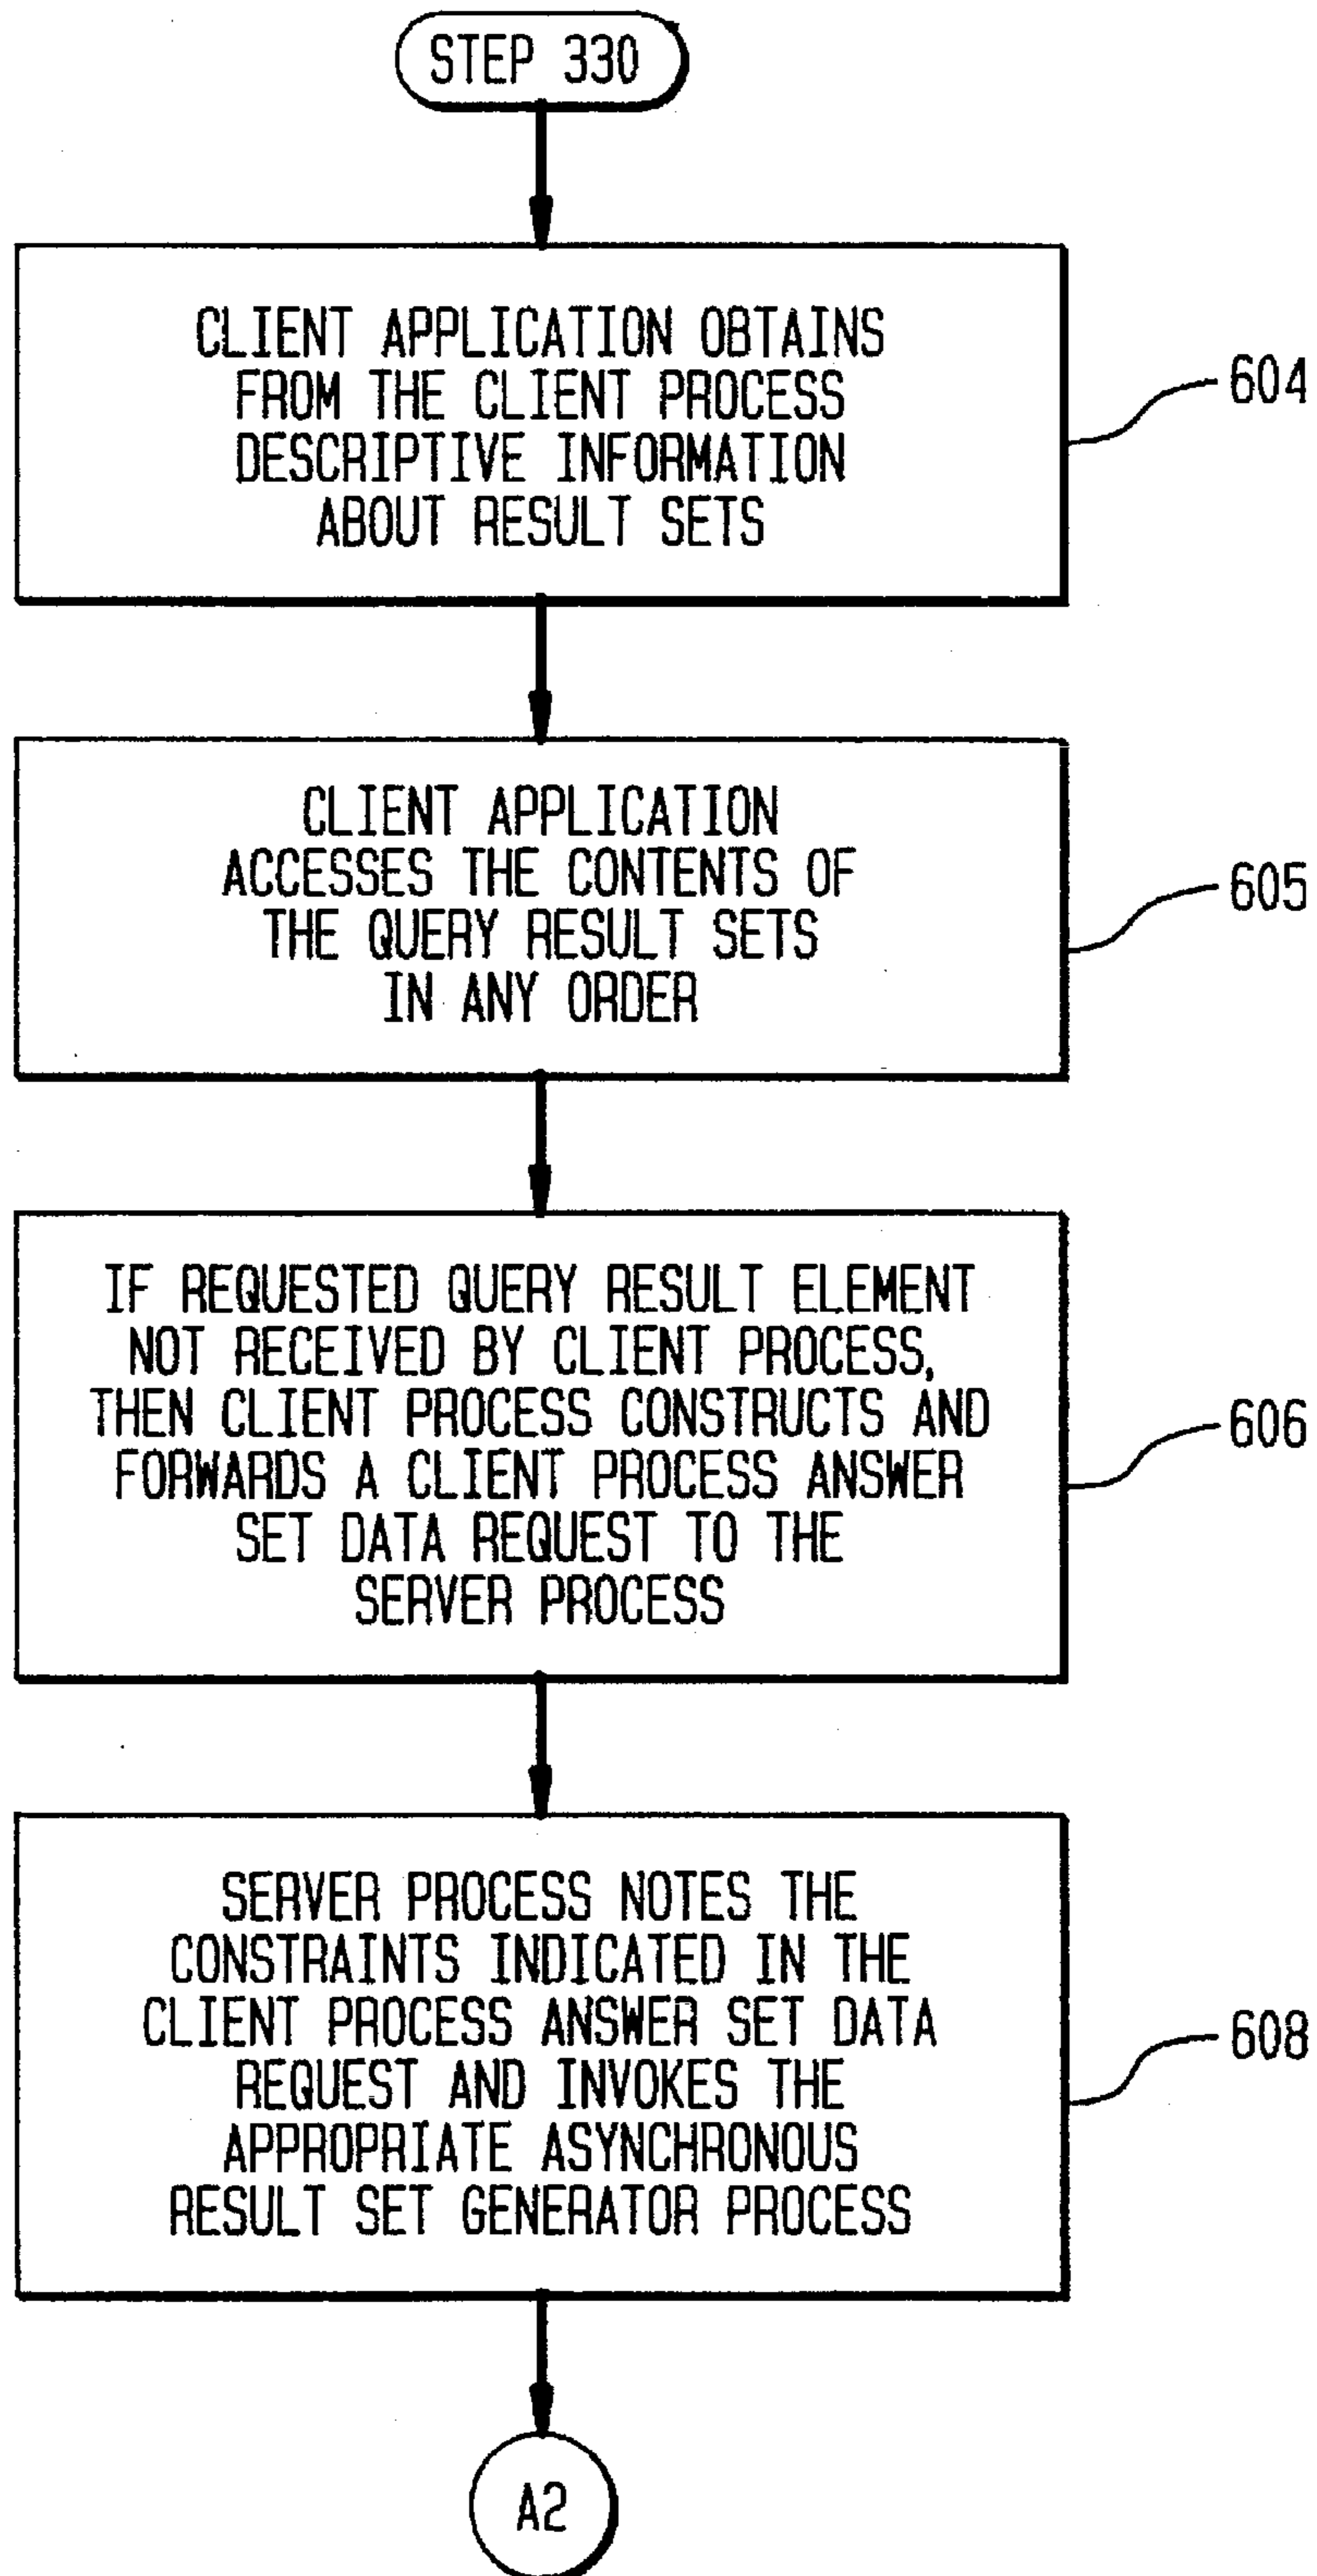 STEP 330
CLIENT APPLICATION OBTAINS
FROM THE CLIENT PROCESS
DESCRIPTIVE INFORMATION
ABOUT RESULT SETS
604
CLIENT APPLICATION
ACCESSES THE CONTENTS OF
THE QUERY RESULT SETS
IN ANY ORDER
605
IF REQUESTED QUERY RESULT ELEMENT
NOT RECEIVED BY CLIENT PROCESS,
THEN CLIENT PROCESS CONSTRUCTS AND
FORWARDS A CLIENT PROCESS ANSWER
SET DATA REQUEST TO THE
SERVER PROCESS
606
SERVER PROCESS NOTES THE
CONSTRAINTS INDICATED IN THE
CLIENT PROCESS ANSWER SET DATA
REQUEST AND INVOKES THE
APPROPRIATE ASYNCHRONOUS
RESULT SET GENERATOR PROCESS
608
A2